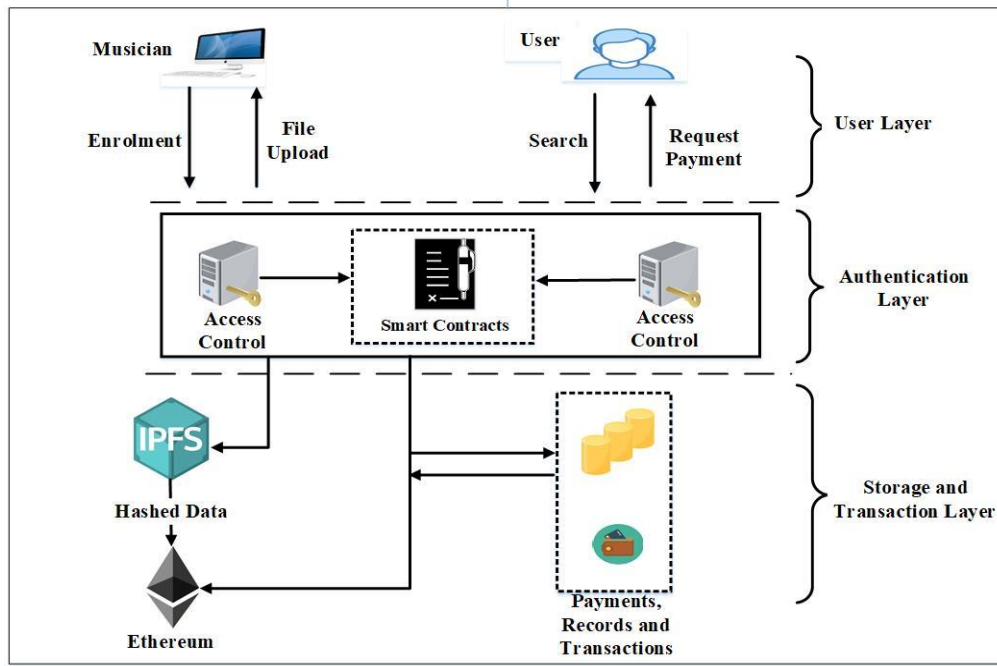 Musician
User
Enrolment
File
Upload
Search
Request
Payment
User Layer
Access
Control
Smart Contracts
Access
Control
Authentication
Layer
IPFS
Hashed Data
Ethereum
Payments,
Records and
Transactions
Storage and
Transaction Layer